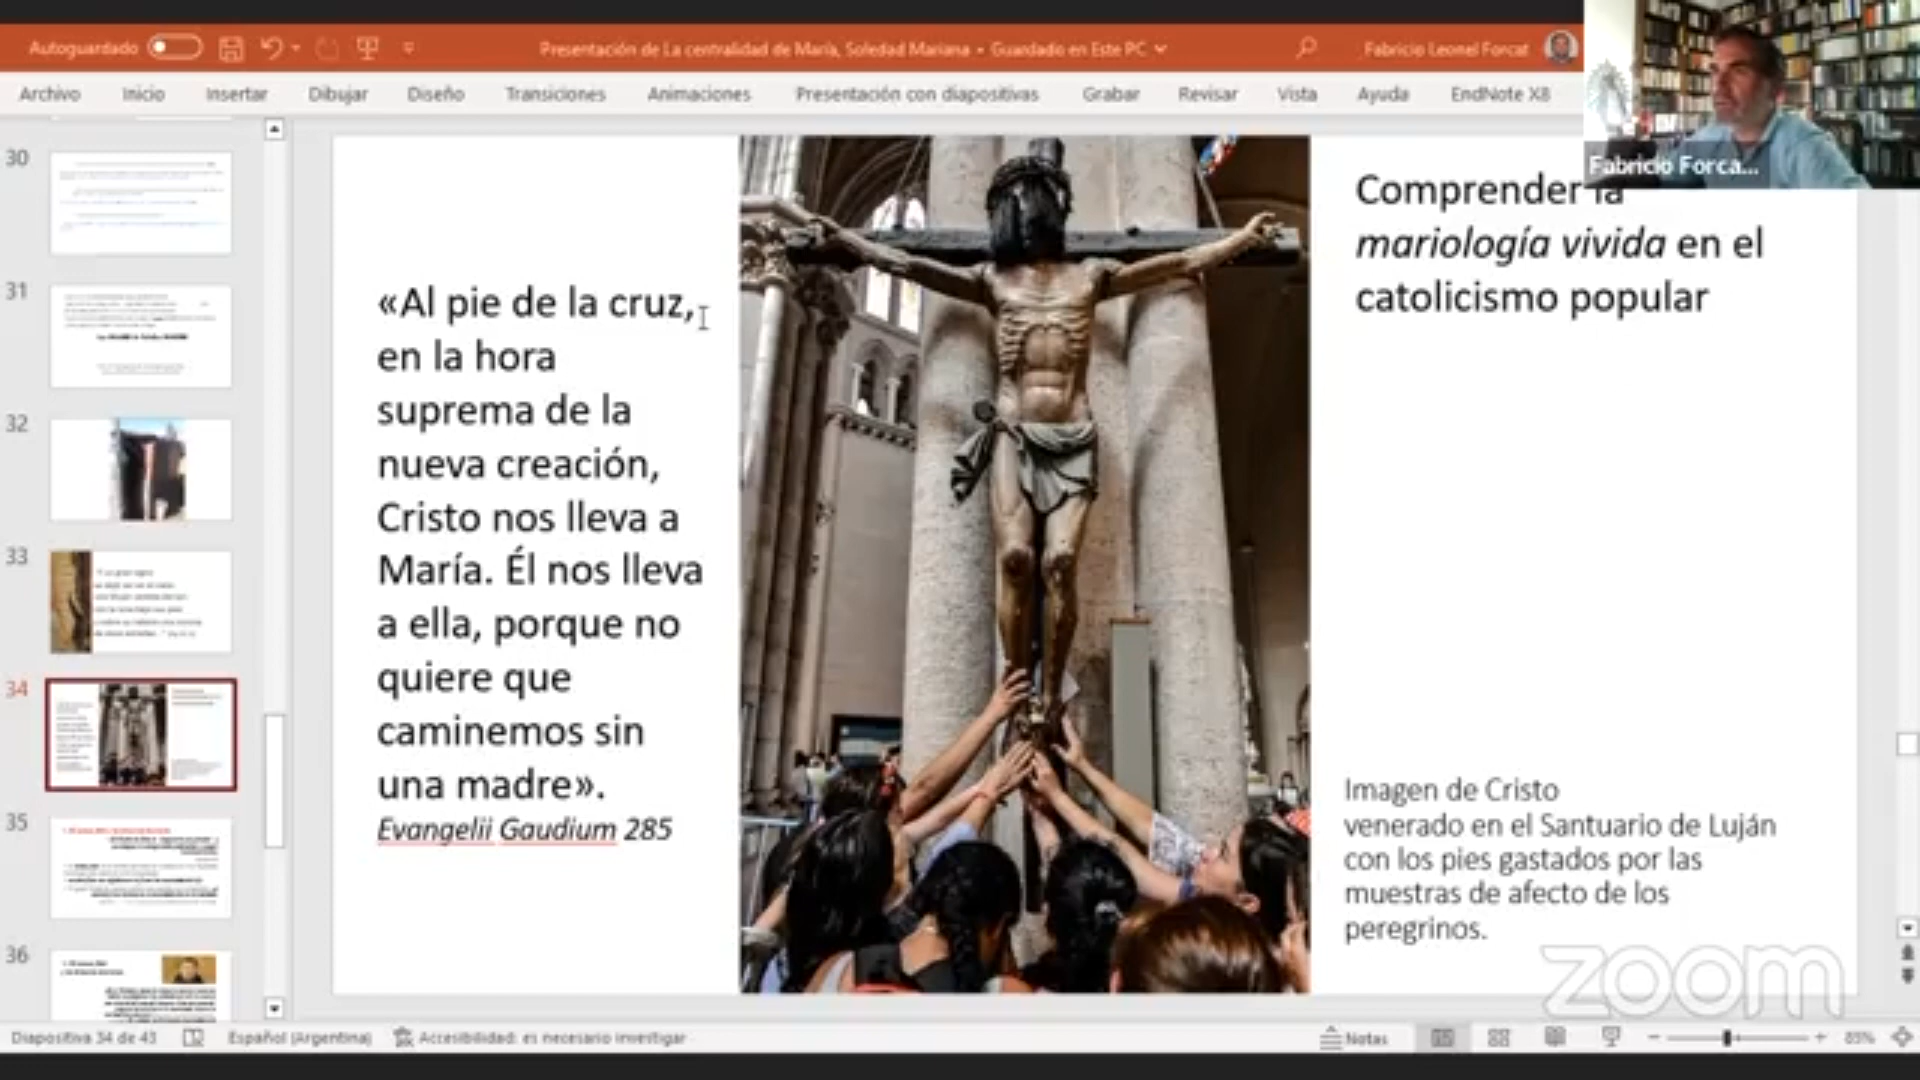 Autoguardado
Presentación de La centralidad de María, Soledad Mariana • Guardado en Este PC
Fabricio Leonel Forcat
Archivo Inicio Insertar Dibujar Diseño Transiciones Animaciones Presentación con diapositivas Grabar Revisar Vista Ayuda EndNote X8
Fabricio Forca...
30
31
32
33
34
35
36
«Al pie de la cruz,
en la hora
suprema de la
nueva creación,
Cristo nos lleva a
María. Él nos lleva
a ella, porque no
quiere que
caminemos sin
una madre».
Evangelii Gaudium 285
Comprender la
mariología vivida en el
catolicismo popular
Imagen de Cristo
venerado en el Santuario de Luján
con los pies gastados por las
muestras de afecto de los
peregrinos.
zoom
Diapositiva 34 de 43 Español (Argentina) Accesibilidad: es necesario investigar Notas 85%